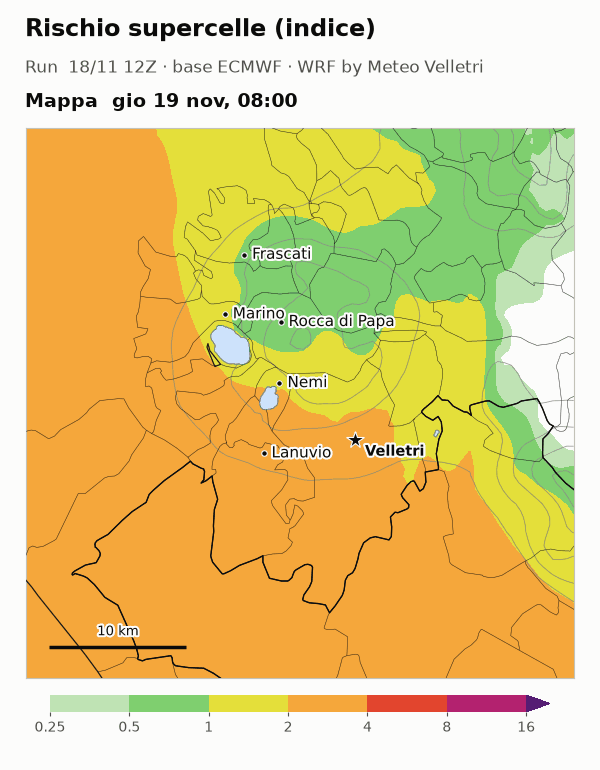 Rischio supercelle (indice)
Run  18/11 12Z · base ECMWF · WRF by Meteo Velletri
Mappa  gio 19 nov, 08:00
Frascati
Marino
Rocca di Papa
Nemi
Velletri
Lanuvio
10 km
0.25 0.5 1 2 4 8 16